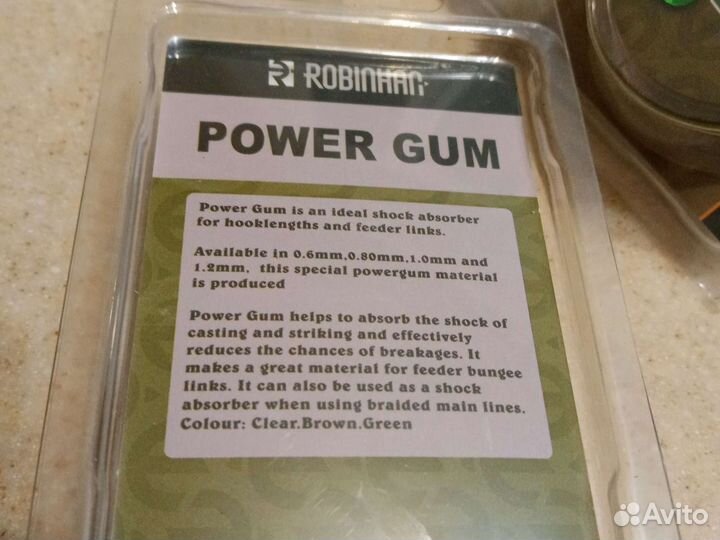 ROBINHAN
POWER GUM
Power Gum is an ideal shock absorber
for hooklengths and feeder links.
Available in 0.6mm,0.80mm,1.0mm and
1.2mm, this special powergum material
is produced
Power Gum helps to absorb the shock of
casting and striking and effectively
reduces the chances of breakages. It
makes a great material for feeder bungee
links. It can also be used as a shock
absorber when using braided main lines.
Colour: Clear.Brown.Green
Avito